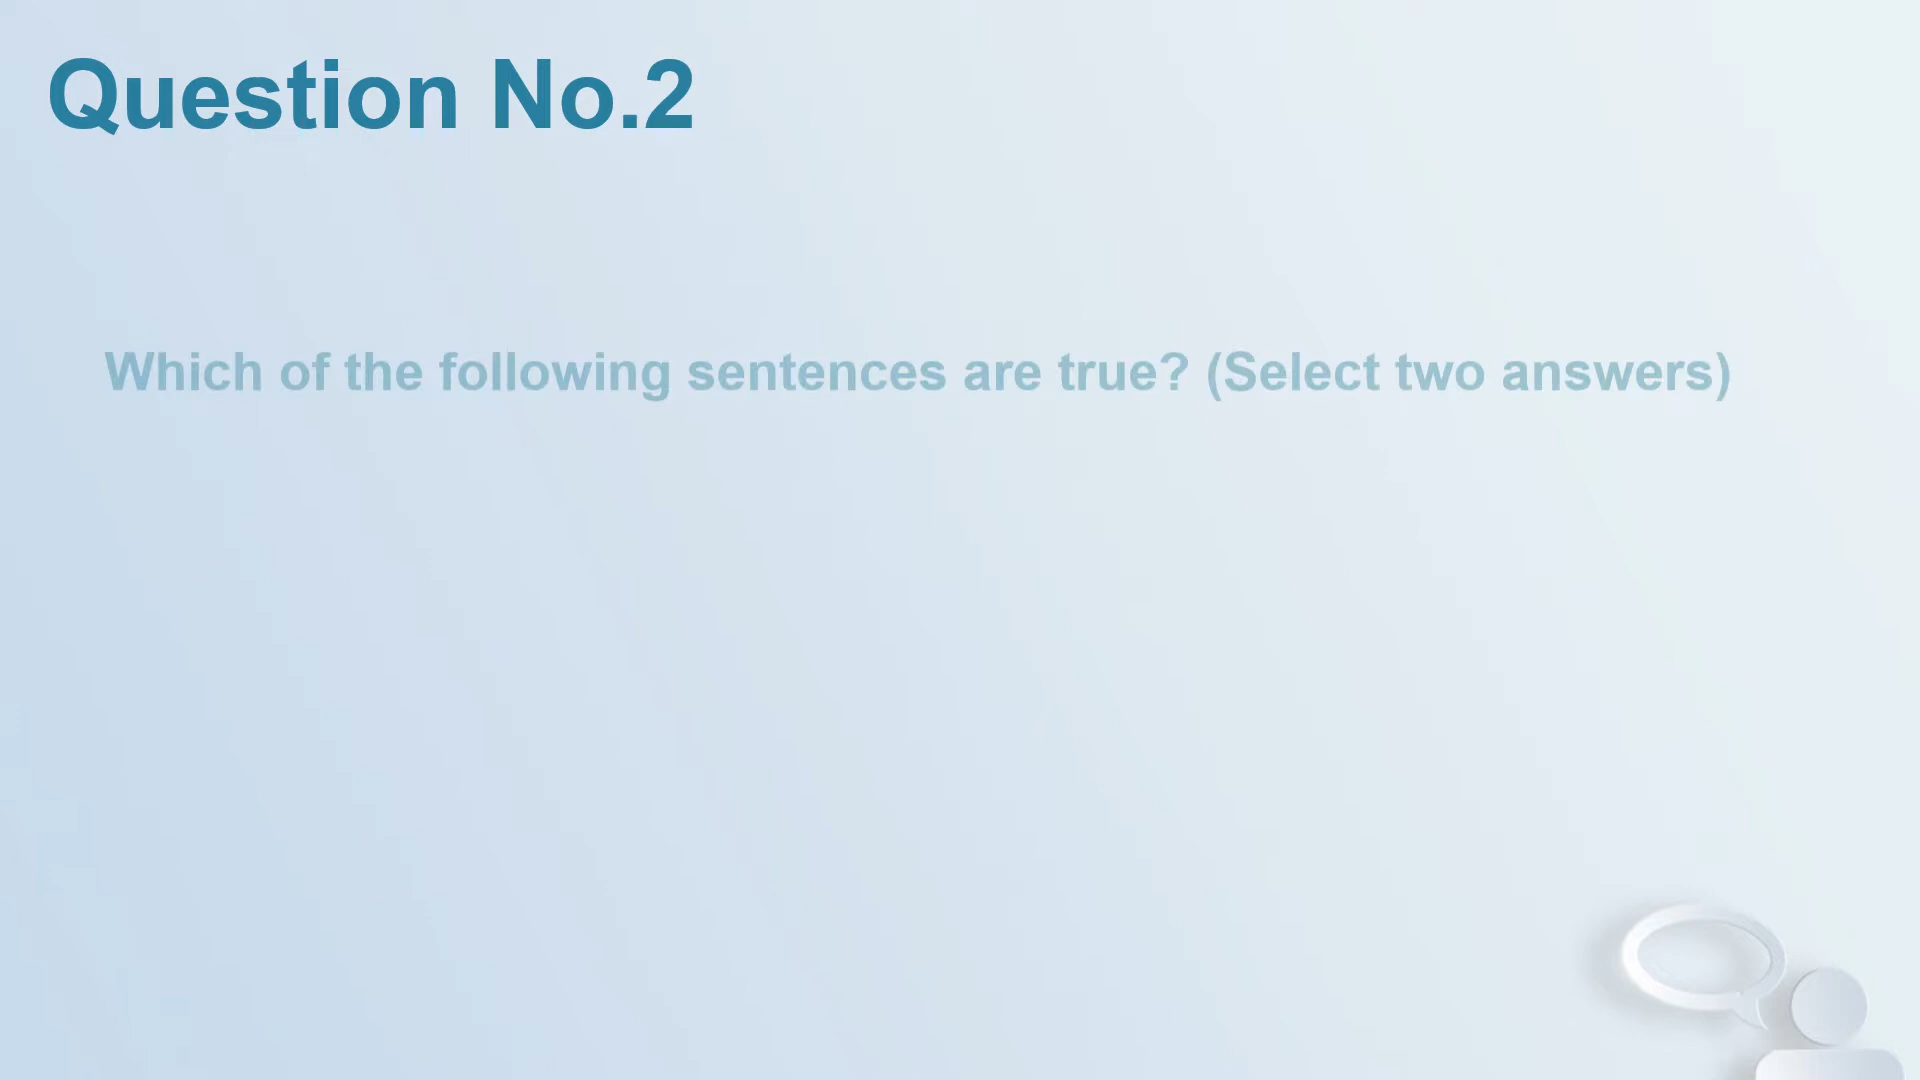 Question No.2
Which of the following sentences are true? (Select two answers)